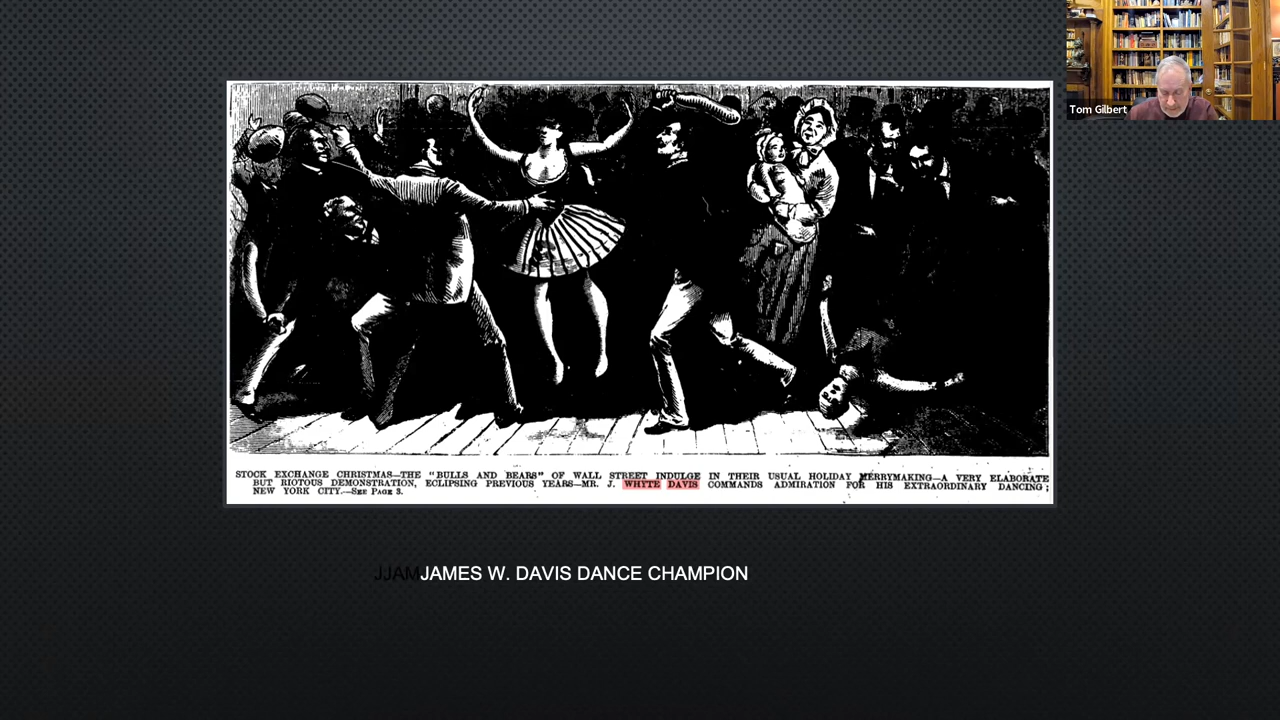 Tom Gilbert
STOCK EXCHANGE CHRISTMAS—THE "BULLS AND BEARS" OF WALL STREET INDULGE IN THEIR USUAL HOLIDAY MERRYMAKING—A VERY ELABORATE
BUT RIOTOUS DEMONSTRATION, ECLIPSING PREVIOUS YEARS—MR. J. WHYTE DAVIS COMMANDS ADMIRATION FOR HIS EXTRAORDINARY DANCING;
NEW YORK CITY.—SEE PAGE 3.
JJAMJAMES W. DAVIS DANCE CHAMPION